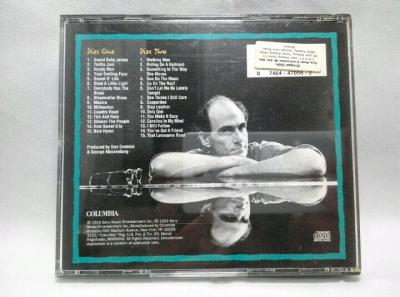 Disc One
1. Sweet Baby James
2. Traffic Jam
3. Handy Man
4. Your Smiling Face
5. Secret O' Life
6. Shed a Little Light
7. Everybody Has The Blues
8. Steamroller Blues
9. Mexico
10. Millworker
11. Country Road
12. Fire And Rain
13. Shower The People
14. How Sweet It Is
15. New Hymn
Disc Two
1. Walking Man
2. Riding On A Railroad
3. Something In The Way
She Moves
4. Sun On The Moon
5. Up On The Roof
6. Don't Let Me Be Lonely
Tonight
7. She Thinks I Still Care
8. Copperline
9. Slap Leather
10. Only One
11. You Make It Easy
12. Carolina In My Mind
13. I Will Follow
14. You've Got A Friend
15. That Lonesome Road
Produced by Don Grolnick
& George Massenburg
COLUMBIA
7464-47056-2